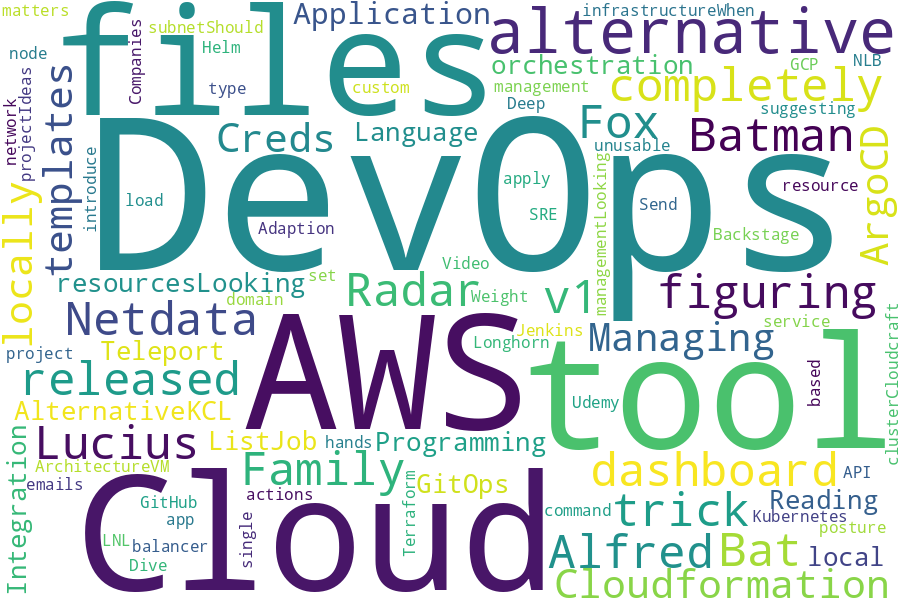 matters
files
Application
infrastructureWhen
subnetShould
alternative
node
Companies
Helm
orchestration
GCP
NLB
type
custom
management
completely
network
projectIdeas
templates
Creds
Language
Deep
Fox
suggesting
Batman
unusable
ArgoCD
DevOps
introduce
load
apply
resource
locally
SRE
Send
managementLooking
Adaption
Backstage
Video
resourcesLooking
set
Radar
Weight
v1
figuring
domain
Netdata
AWS
Jenkins
service
Managing
Longhorn
tool
project
Teleport
clusterCloudcraft
released
based
Udemy
AlternativeKCL
Lucius
ListJob
hands
Programming
Integration
ArchitectureVM
Family
dashboard
API
emails
GitOps
actions
Terraform
Reading
GitHub
Cloud
command
trick
Kubernetes
app
single
posture
LNL
balancer
Alfred
Bat
local
Dive
Cloudformation